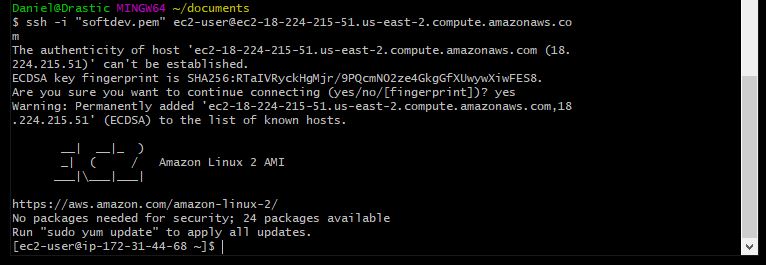 Daniel@Drastic MINGW64 ~/documents
$ ssh -i "softdev.pem" ec2-user@ec2-18-224-215-51.us-east-2.compute.amazonaws.co
m
The authenticity of host 'ec2-18-224-215-51.us-east-2.compute.amazonaws.com (18.
224.215.51)' can't be established.
ECDSA key fingerprint is SHA256:RTaIVRyckHgMjr/9PQcmNO2ze4GkgGfXUwywXiwFES8.
Are you sure you want to continue connecting (yes/no/[fingerprint])? yes
Warning: Permanently added 'ec2-18-224-215-51.us-east-2.compute.amazonaws.com,18
.224.215.51' (ECDSA) to the list of known hosts.

       __|  __|_  )
       _|  (     /   Amazon Linux 2 AMI
      ___|\___|___|

https://aws.amazon.com/amazon-linux-2/
No packages needed for security; 24 packages available
Run "sudo yum update" to apply all updates.
[ec2-user@ip-172-31-44-68 ~]$